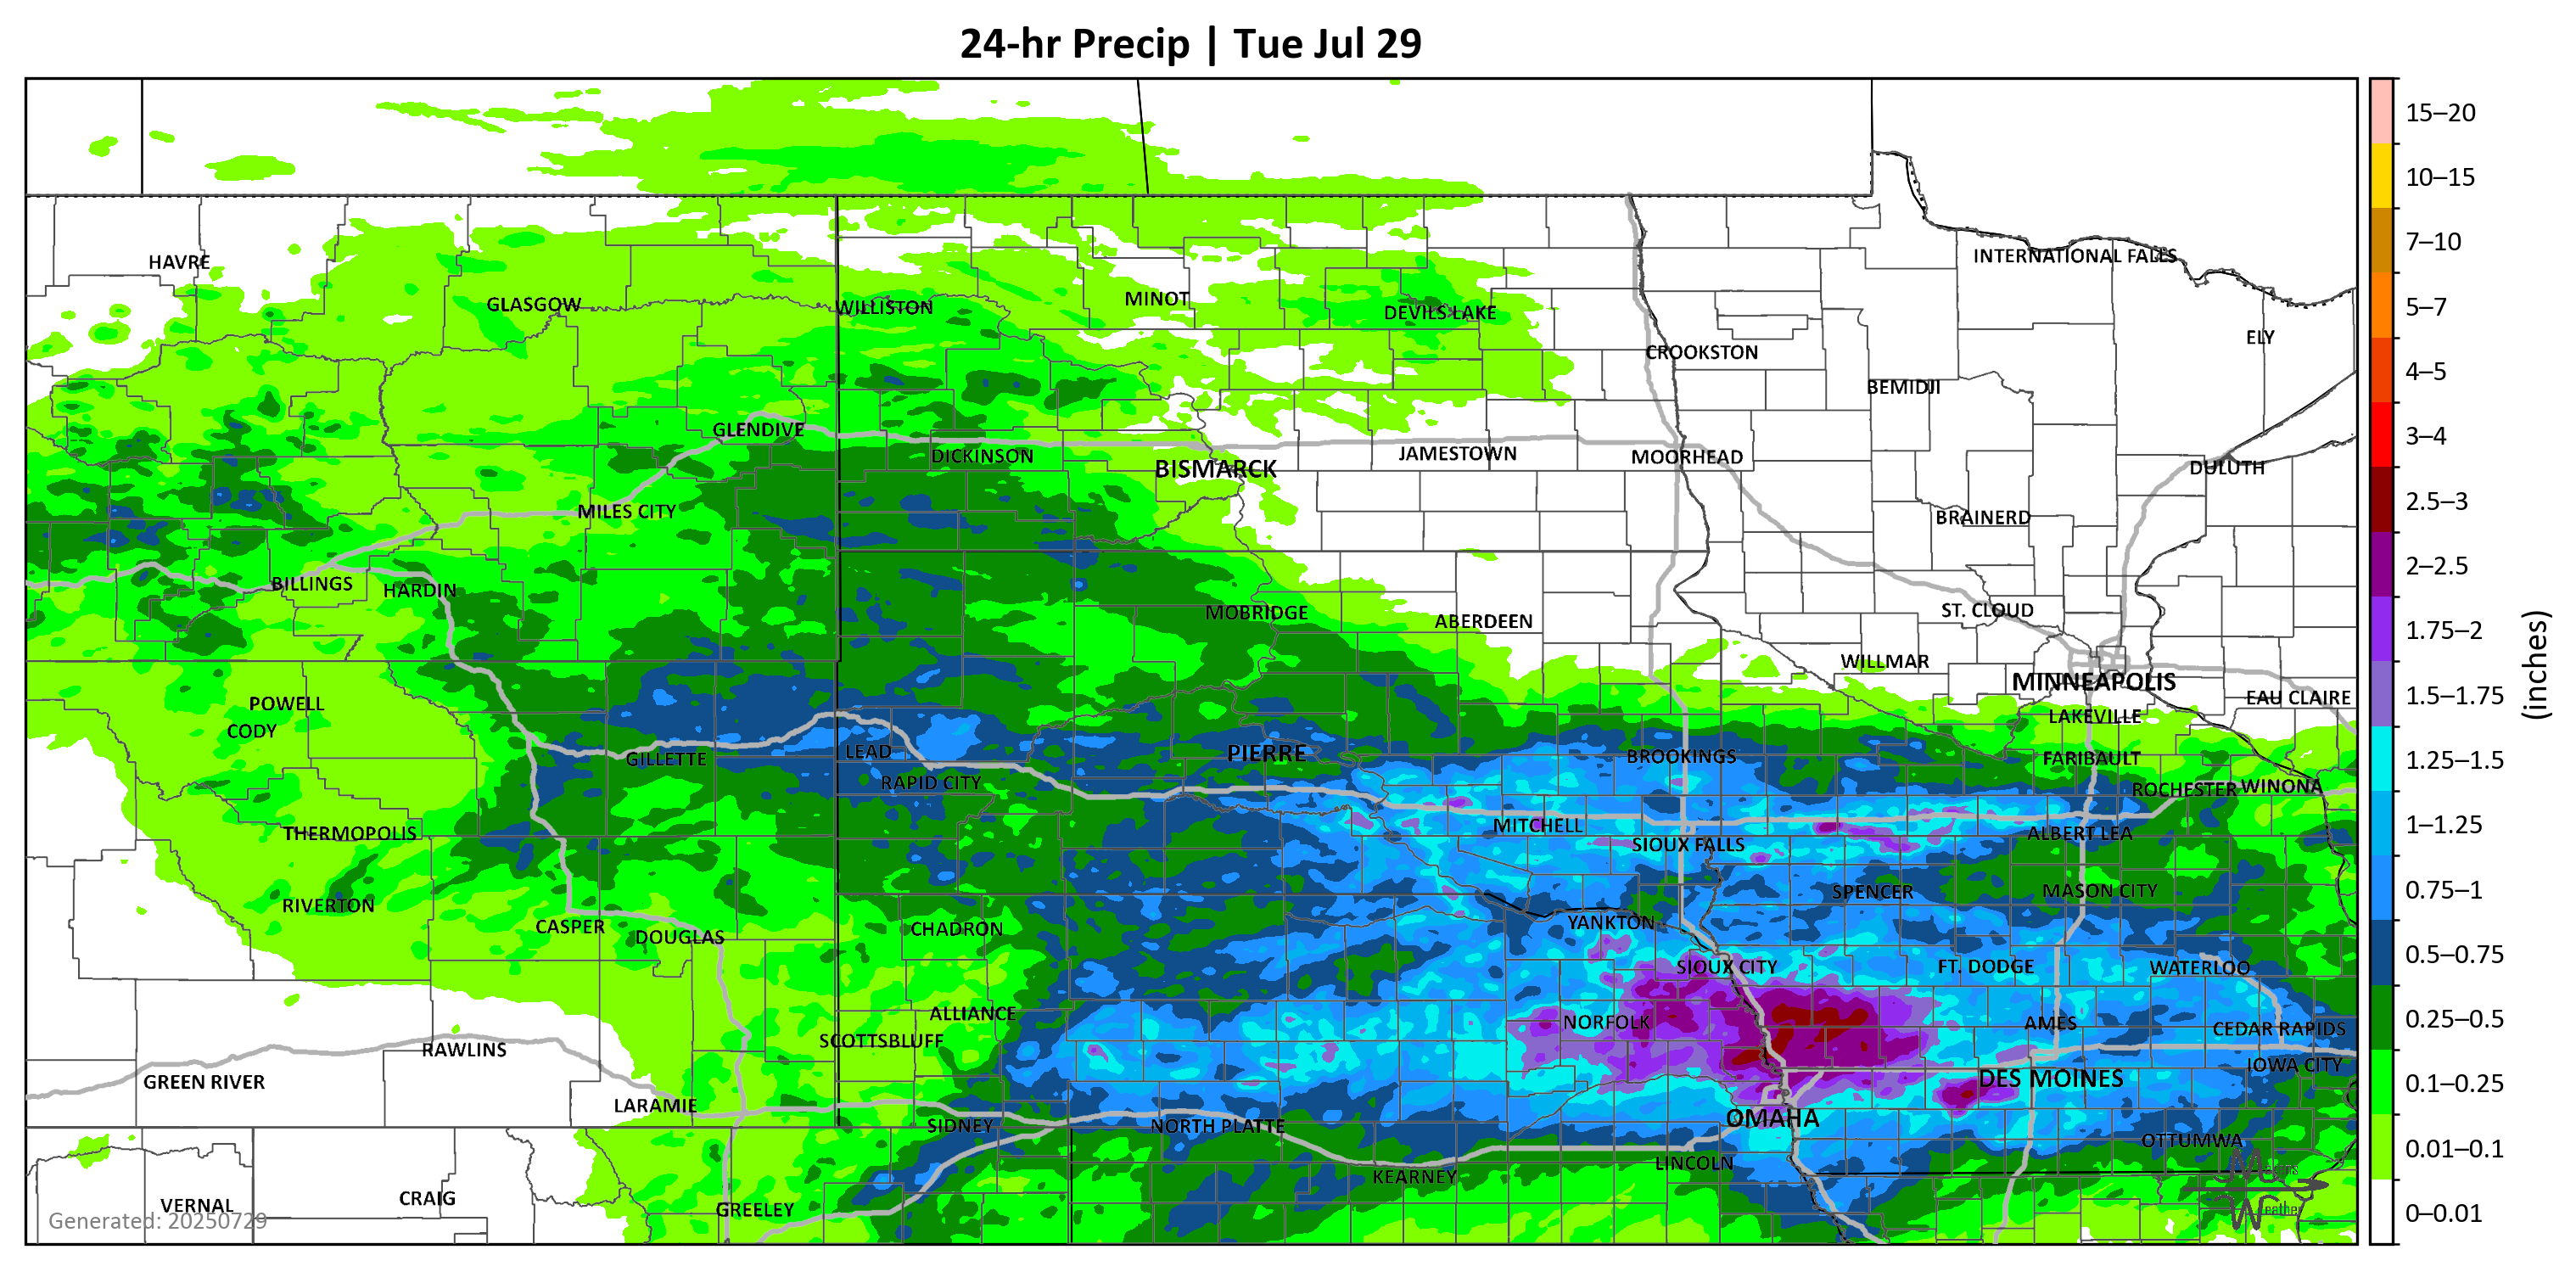 24-hr Precip | Tue Jul 29
15–20
10–15
7–10
5–7
4–5
3–4
2.5–3
2–2.5
1.75–2
1.5–1.75
1.25–1.5
1–1.25
0.75–1
0.5–0.75
0.25–0.5
0.1–0.25
0.01–0.1
0–0.01
(inches)
HAVRE
INTERNATIONAL FALLS
GLASGOW
WILLISTON
MINOT
DEVILS LAKE
ELY
CROOKSTON
BEMIDJI
GLENDIVE
DICKINSON
BISMARCK
JAMESTOWN
MOORHEAD
DULUTH
MILES CITY
BRAINERD
BILLINGS
HARDIN
MOBRIDGE
ABERDEEN
ST. CLOUD
WILLMAR
MINNEAPOLIS
EAU CLAIRE
POWELL
CODY
LAKEVILLE
GILLETTE
LEAD
PIERRE
BROOKINGS
FARIBAULT
RAPID CITY
ROCHESTER
WINONA
THERMOPOLIS
MITCHELL
ALBERT LEA
SIOUX FALLS
RIVERTON
SPENCER
MASON CITY
CASPER
DOUGLAS
CHADRON
YANKTON
SIOUX CITY
FT. DODGE
WATERLOO
ALLIANCE
NORFOLK
AMES
CEDAR RAPIDS
SCOTTSBLUFF
RAWLINS
IOWA CITY
GREEN RIVER
DES MOINES
LARAMIE
OMAHA
SIDNEY
NORTH PLATTE
OTTUMWA
LINCOLN
KEARNEY
VERNAL
CRAIG
GREELEY
Generated: 20250729
Weather